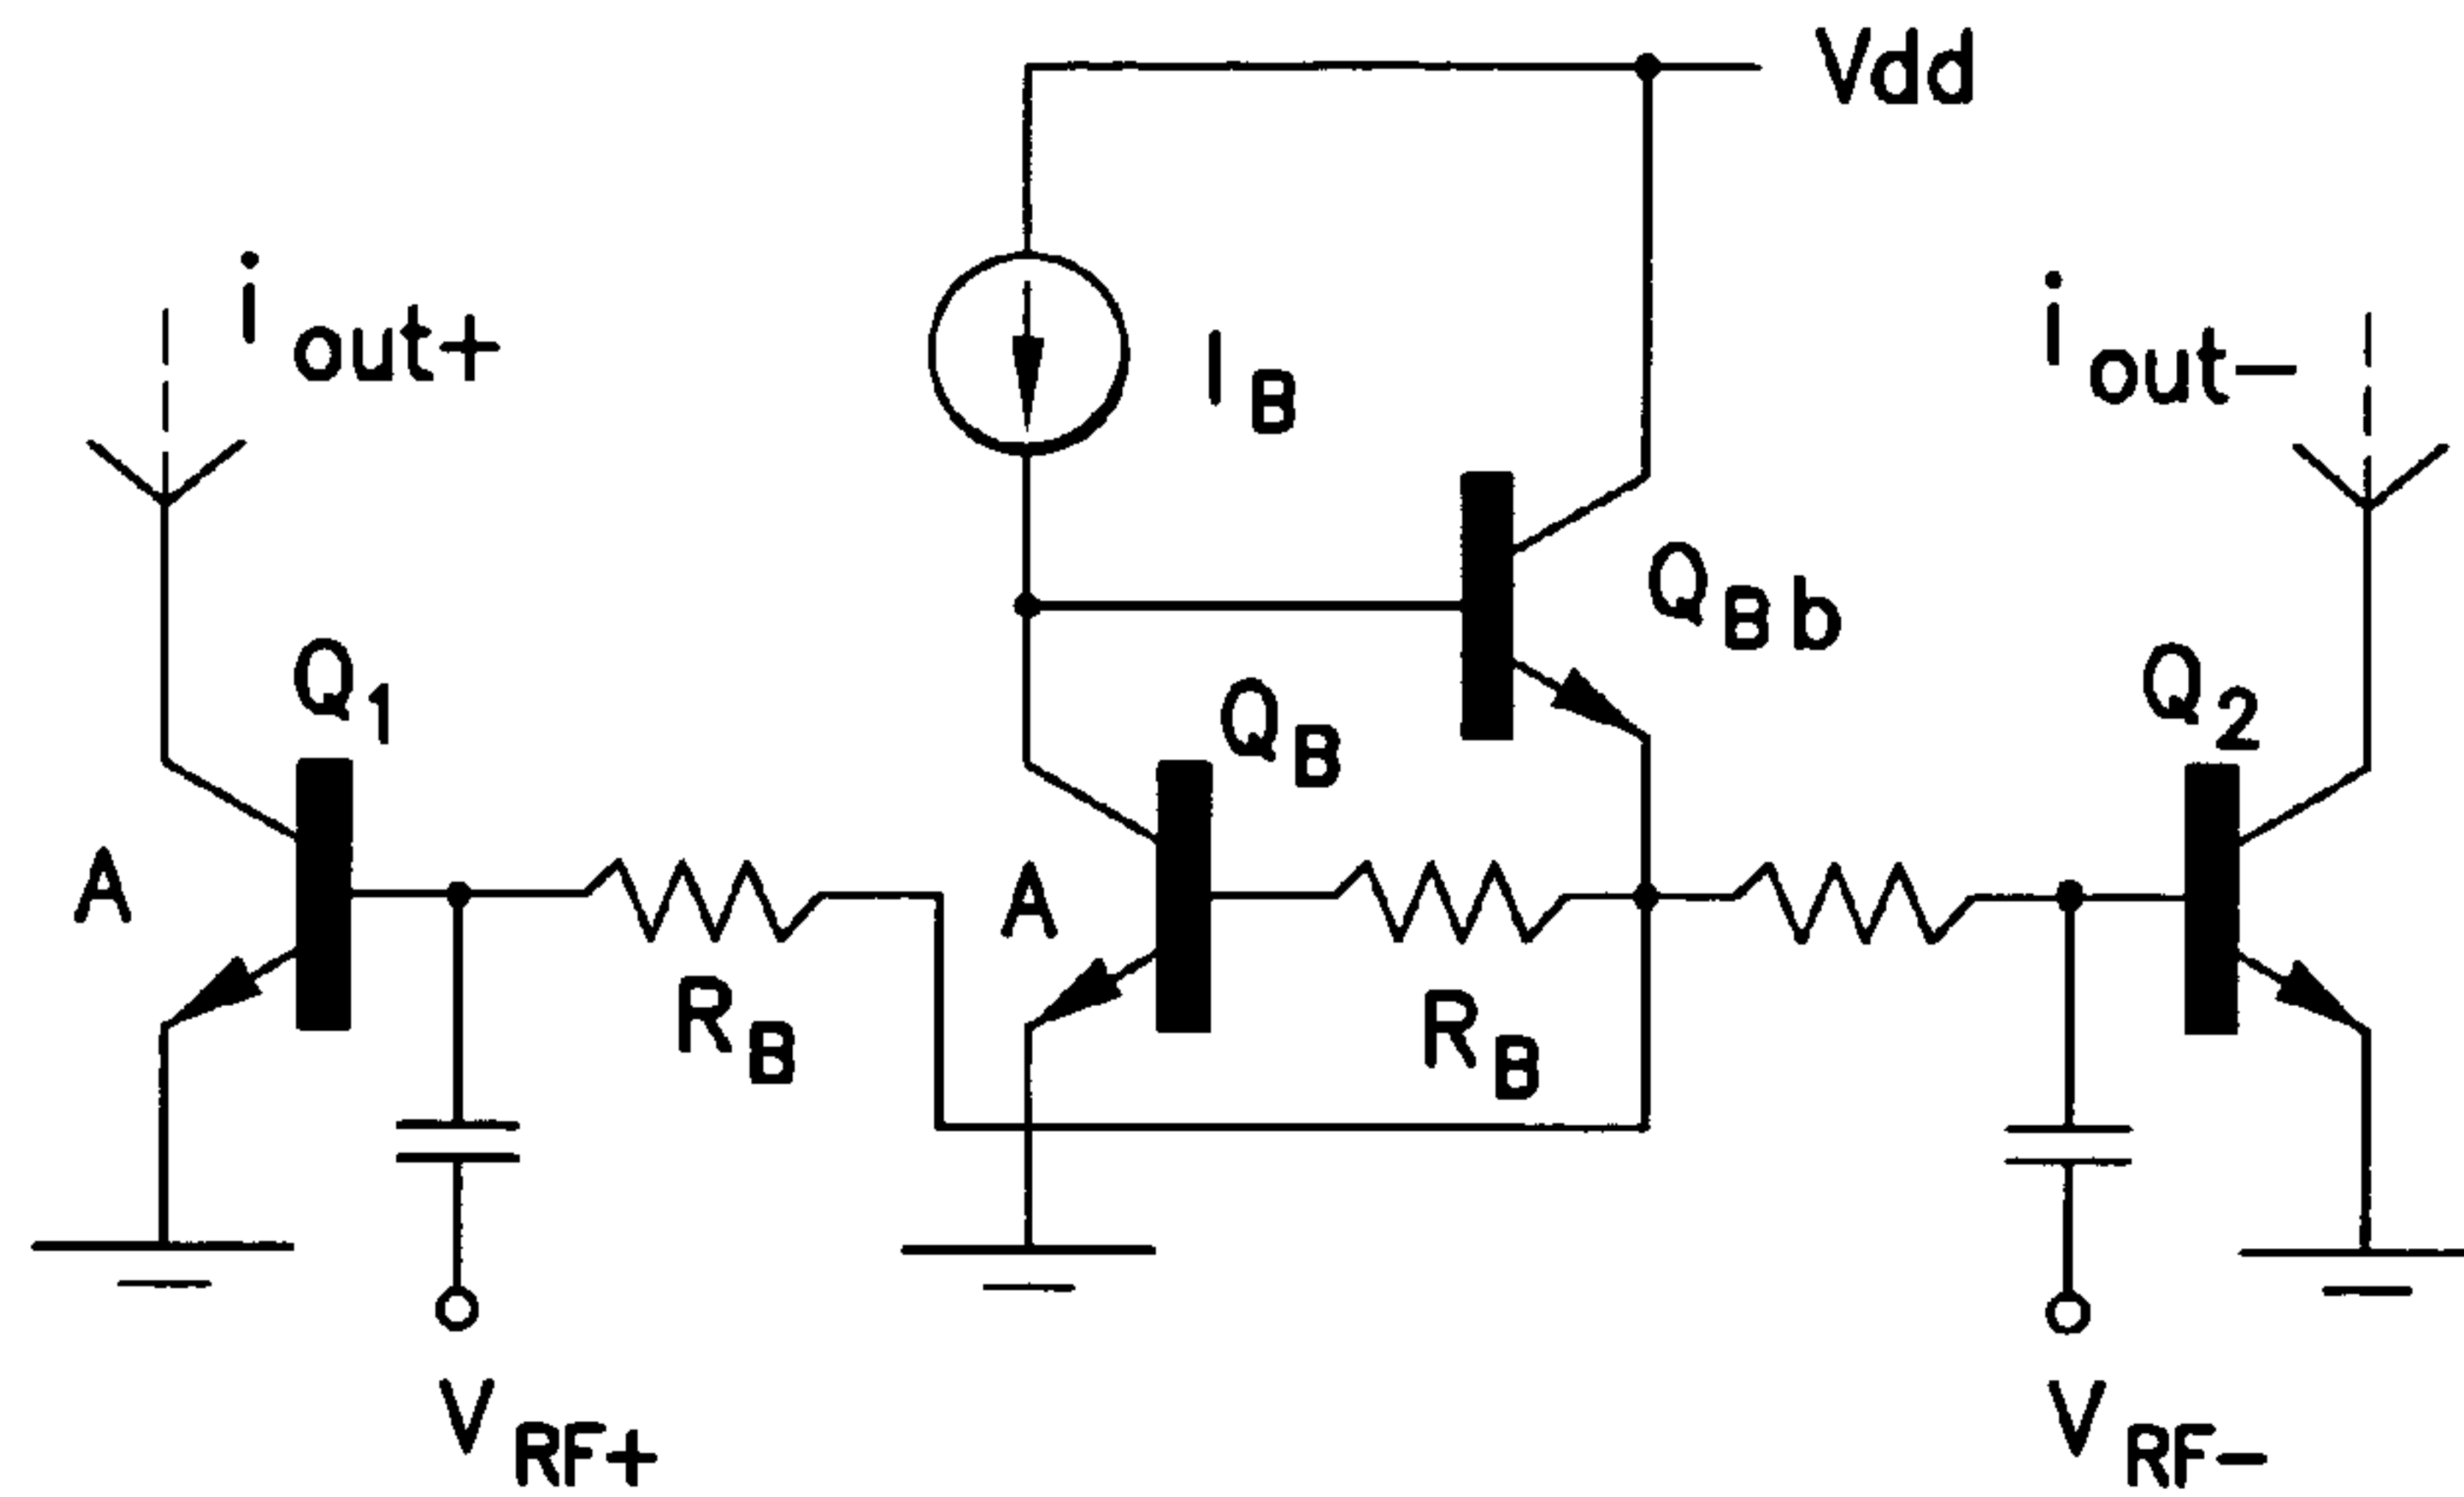 Vdd
i out+
I B
i out-
Q Bb
Q 1
Q B
Q 2
A
A
R B
R B
V RF+
V RF-